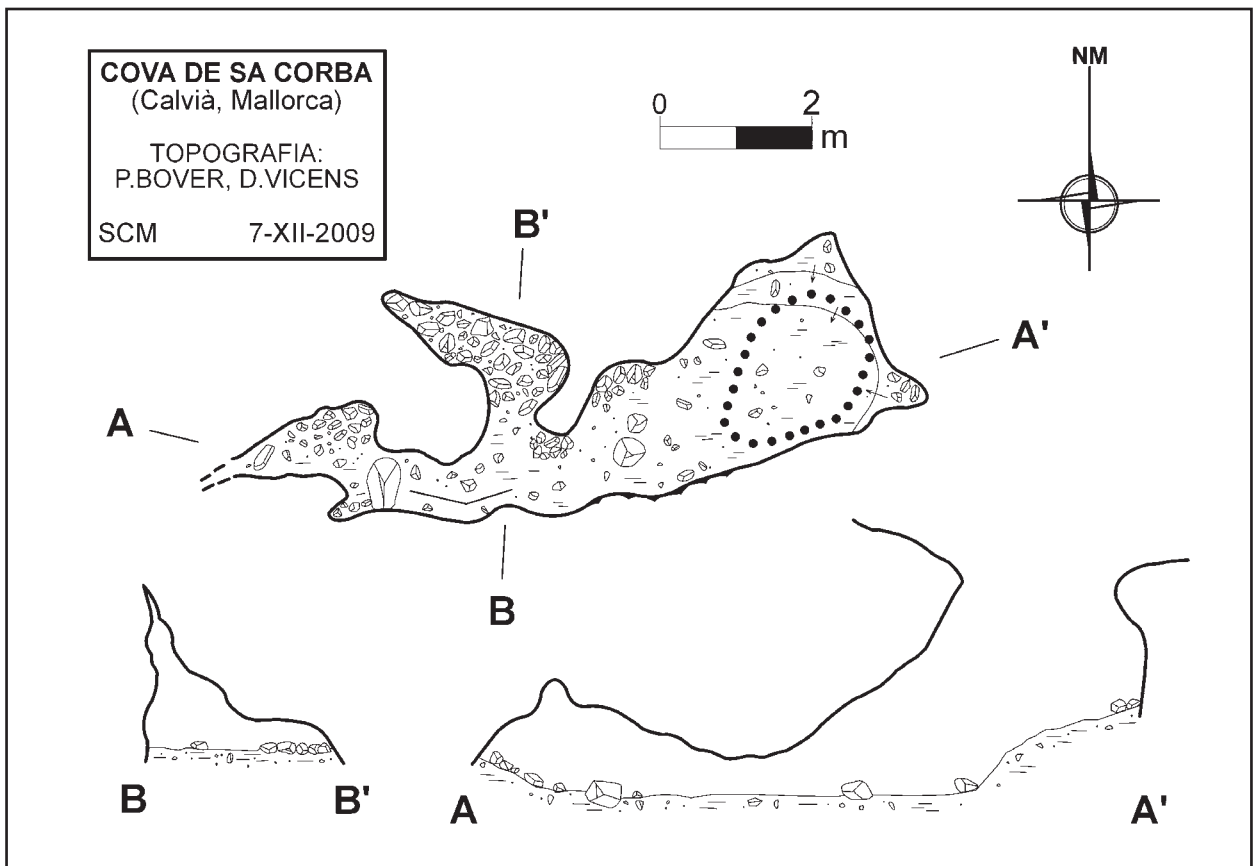 COVA DE SA CORBA
(Calvià, Mallorca)
TOPOGRAFIA:
P.BOVER, D.VICENS
SCM 7-XII-2009
0 2
m
NM
B'
A'
A
B
B B' A A'